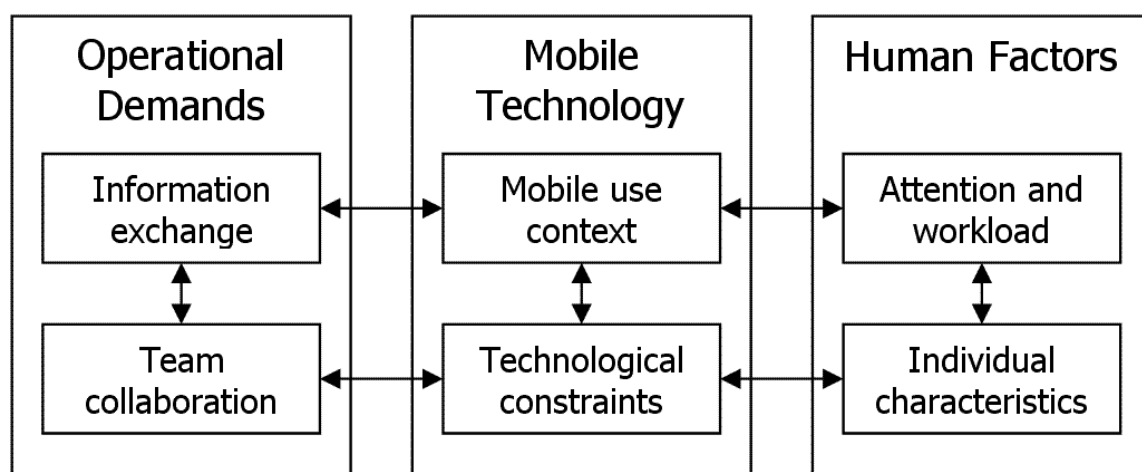 Operational
Demands
Information
exchange
Team
collaboration
Mobile
Technology
Mobile use
context
Technological
constraints
Human Factors
Attention and
workload
Individual
characteristics